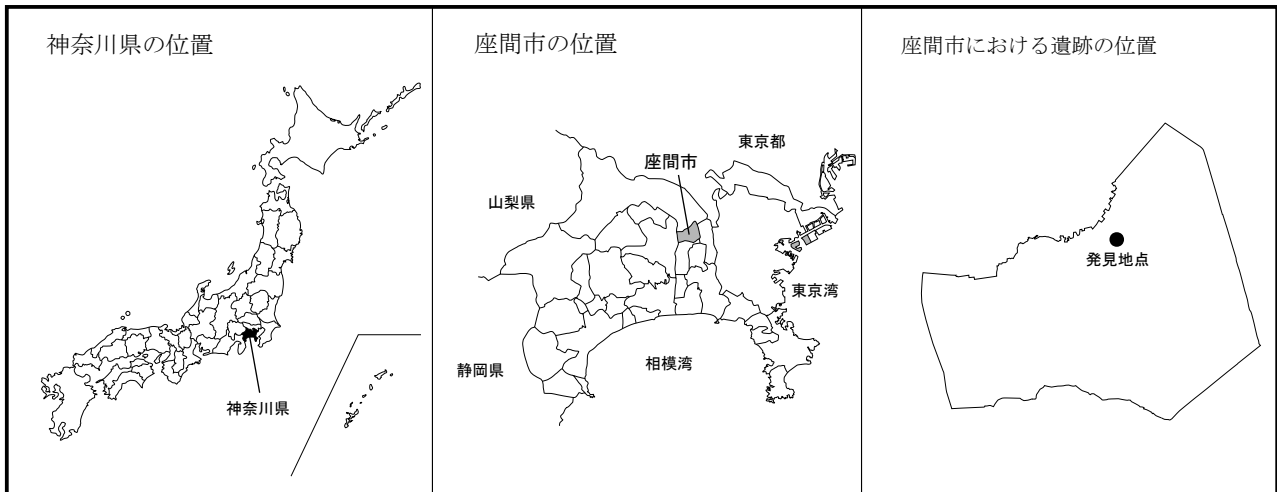 神奈川県の位置
神奈川県
座間市の位置
東京都
座間市
山梨県
東京湾
静岡県
相模湾
座間市における遺跡の位置
発見地点